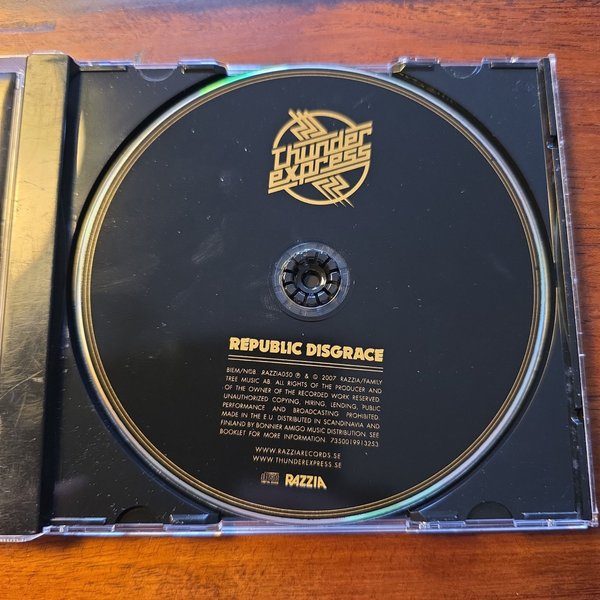 thunder
express
REPUBLIC DISGRACE
BIEM/N©B RAZZIA050 ℗ & © 2007 RAZZIA/FAMILY
TREE MUSIC AB. ALL RIGHTS OF THE PRODUCER AND
OF THE OWNER OF THE RECORDED WORK RESERVED.
UNAUTHORIZED COPYING, HIRING, LENDING, PUBLIC
PERFORMANCE AND BROADCASTING PROHIBITED.
MADE IN THE E.U. DISTRIBUTED IN SCANDINAVIA AND
FINLAND BY BONNIER AMIGO MUSIC DISTRIBUTION. SEE
BOOKLET FOR MORE INFORMATION 7350019913253
WWW.RAZZIARECORDS.SE
WWW.THUNDEREXPRESS.SE
RAZZIA